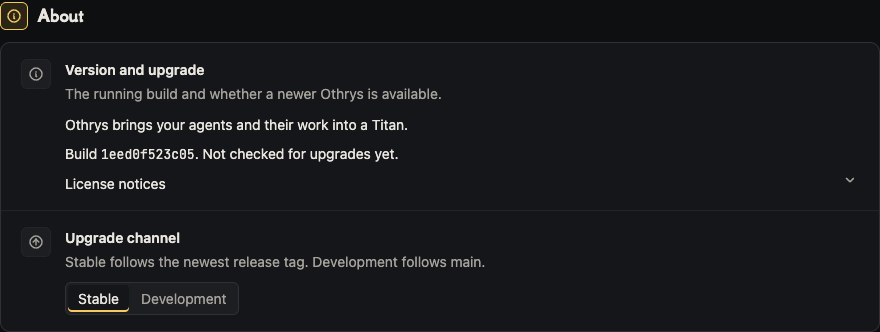 About
Version and upgrade
The running build and whether a newer Othrys is available.
Othrys brings your agents and their work into a Titan.
Build 1eed0f523c05. Not checked for upgrades yet.
License notices
Upgrade channel
Stable follows the newest release tag. Development follows main.
Stable Development